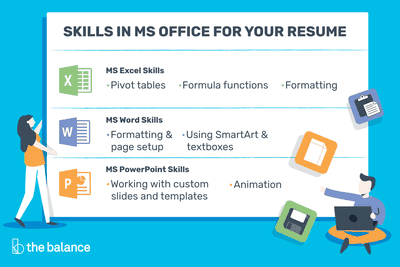 SKILLS IN MS OFFICE FOR YOUR RESUME
X
MS Excel Skills
•Pivot tables •Formula functions •Formatting
W
MS Word Skills
•Formatting & •Using SmartArt &
page setup textboxes
P
MS PowerPoint Skills
•Working with custom •Animation
slides and templates
b the balance